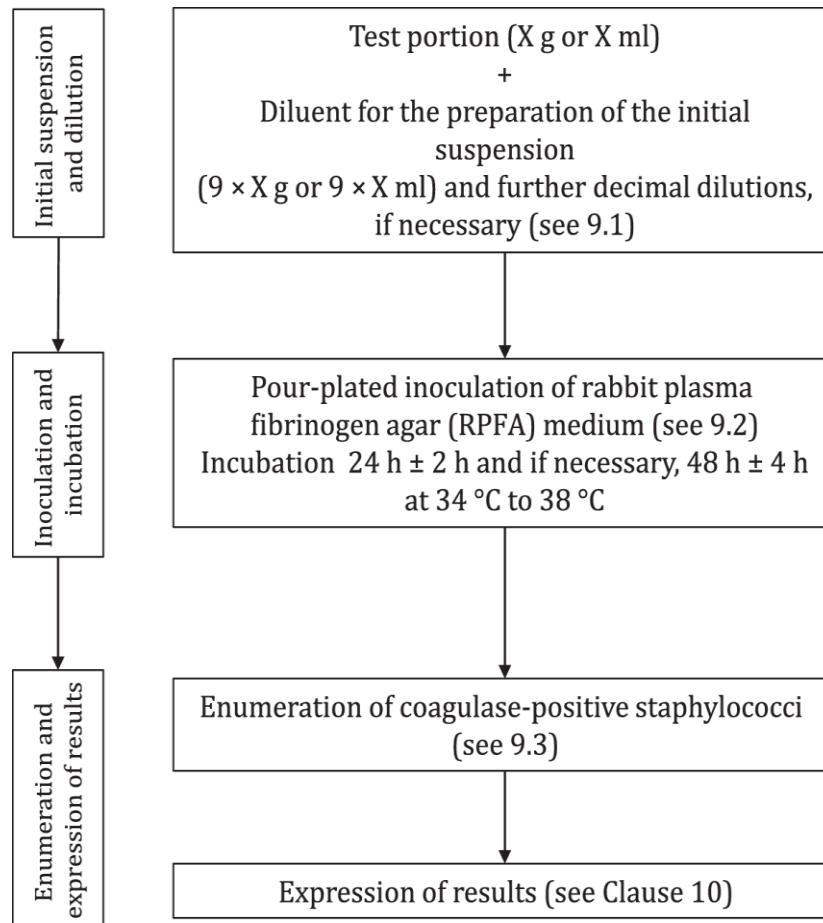 Initial suspension
and dilution
Test portion (X g or X ml)
+
Diluent for the preparation of the initial
suspension
(9 × X g or 9 × X ml) and further decimal dilutions,
if necessary (see 9.1)
Inoculation and
incubation
Pour-plated inoculation of rabbit plasma
fibrinogen agar (RPFA) medium (see 9.2)
Incubation 24 h ± 2 h and if necessary, 48 h ± 4 h
at 34 °C to 38 °C
Enumeration and
expression of results
Enumeration of coagulase-positive staphylococci
(see 9.3)
Expression of results (see Clause 10)